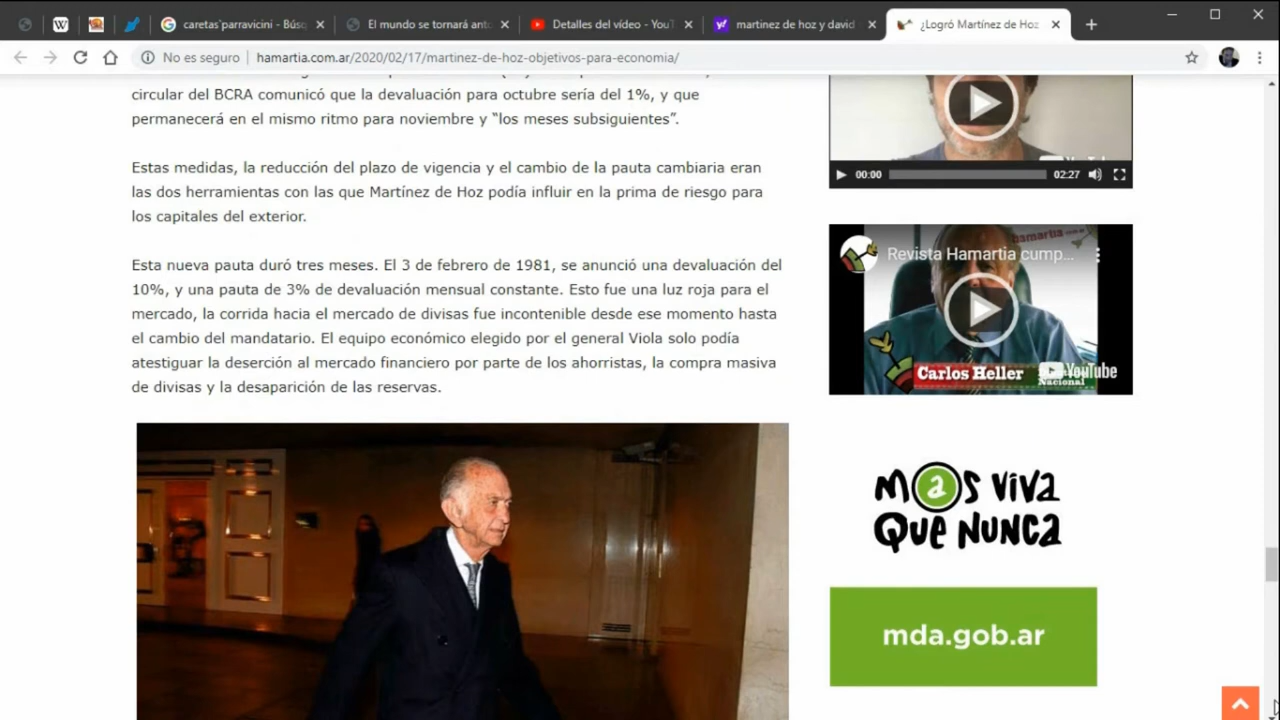 caretas parravicini - Bús
El mundo se tornará ant
Detalles del vídeo - YouT
martinez de hoz y david
¿Logró Martínez de Hoz
No es seguro
hamartia.com.ar/2020/02/17/martinez-de-hoz-objetivos-para-economia/
circular del BCRA comunicó que la devaluación para octubre sería del 1%, y que
permanecerá en el mismo ritmo para noviembre y “los meses subsiguientes”.
Estas medidas, la reducción del plazo de vigencia y el cambio de la pauta cambiaria eran
las dos herramientas con las que Martínez de Hoz podía influir en la prima de riesgo para
los capitales del exterior.
Esta nueva pauta duró tres meses. El 3 de febrero de 1981, se anunció una devaluación del
10%, y una pauta de 3% de devaluación mensual constante. Esto fue una luz roja para el
mercado, la corrida hacia el mercado de divisas fue incontenible desde ese momento hasta
el cambio del mandatario. El equipo económico elegido por el general Viola solo podía
atestiguar la deserción al mercado financiero por parte de los ahorristas, la compra masiva
de divisas y la desaparición de las reservas.
00:00
02:27
hamartia
Revista Hamartia cump...
Carlos Heller
Nacional
YouTube
mas viva
que nunca
mda.gob.ar